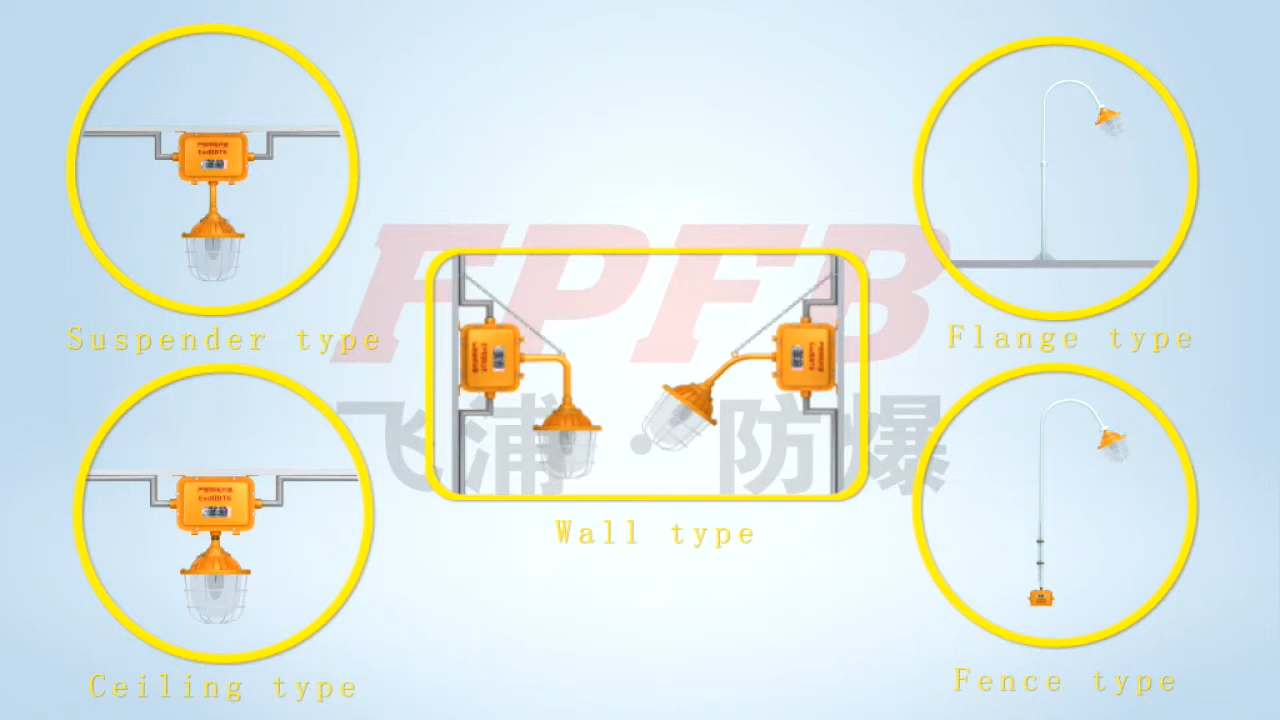 FPFB
飞浦·防爆
Suspender type
Flange type
Wall type
Ceiling type
Fence type